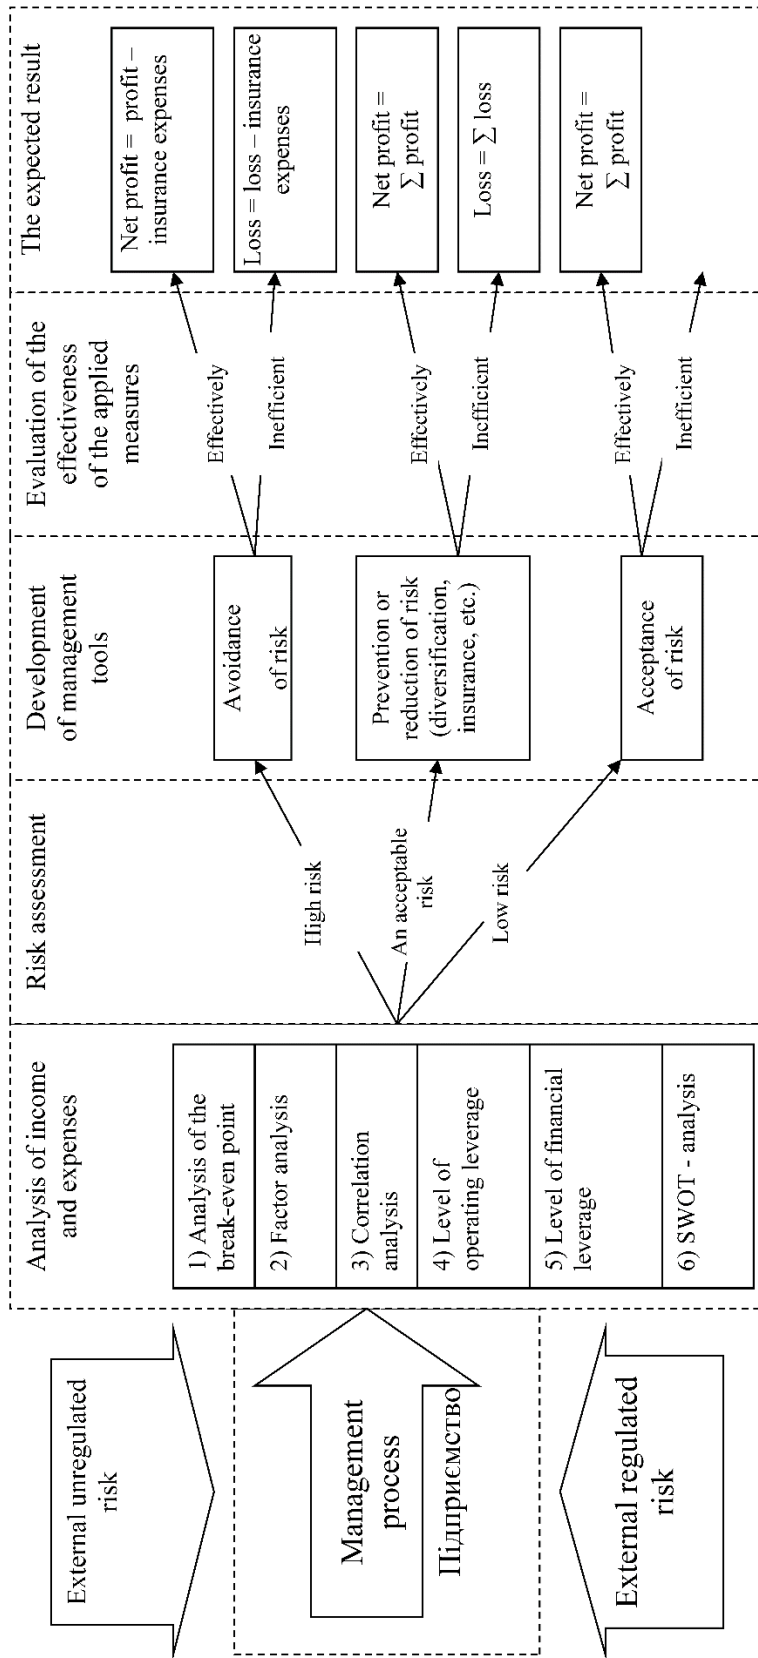 External unregulated
risk
Management
process
Підприємство
External regulated
risk
Analysis of income
and expenses
1) Analysis of the
break-even point
2) Factor analysis
3) Correlation
analysis
4) Level of
operating leverage
5) Level of financial
leverage
6) SWOT - analysis
Risk assessment
High risk
An acceptable
risk
Low risk
Development
of management
tools
Avoidance
of risk
Prevention or
reduction of risk
(diversification,
insurance, etc.)
Acceptance
of risk
Evaluation of the
effectiveness
of the applied
measures
Effectively
Inefficient
Effectively
Inefficient
Effectively
Inefficient
The expected result
Net profit = profit –
insurance expenses
Loss = loss – insurance
expenses
Net profit =
∑ profit
Loss = ∑ loss
Net profit =
∑ profit